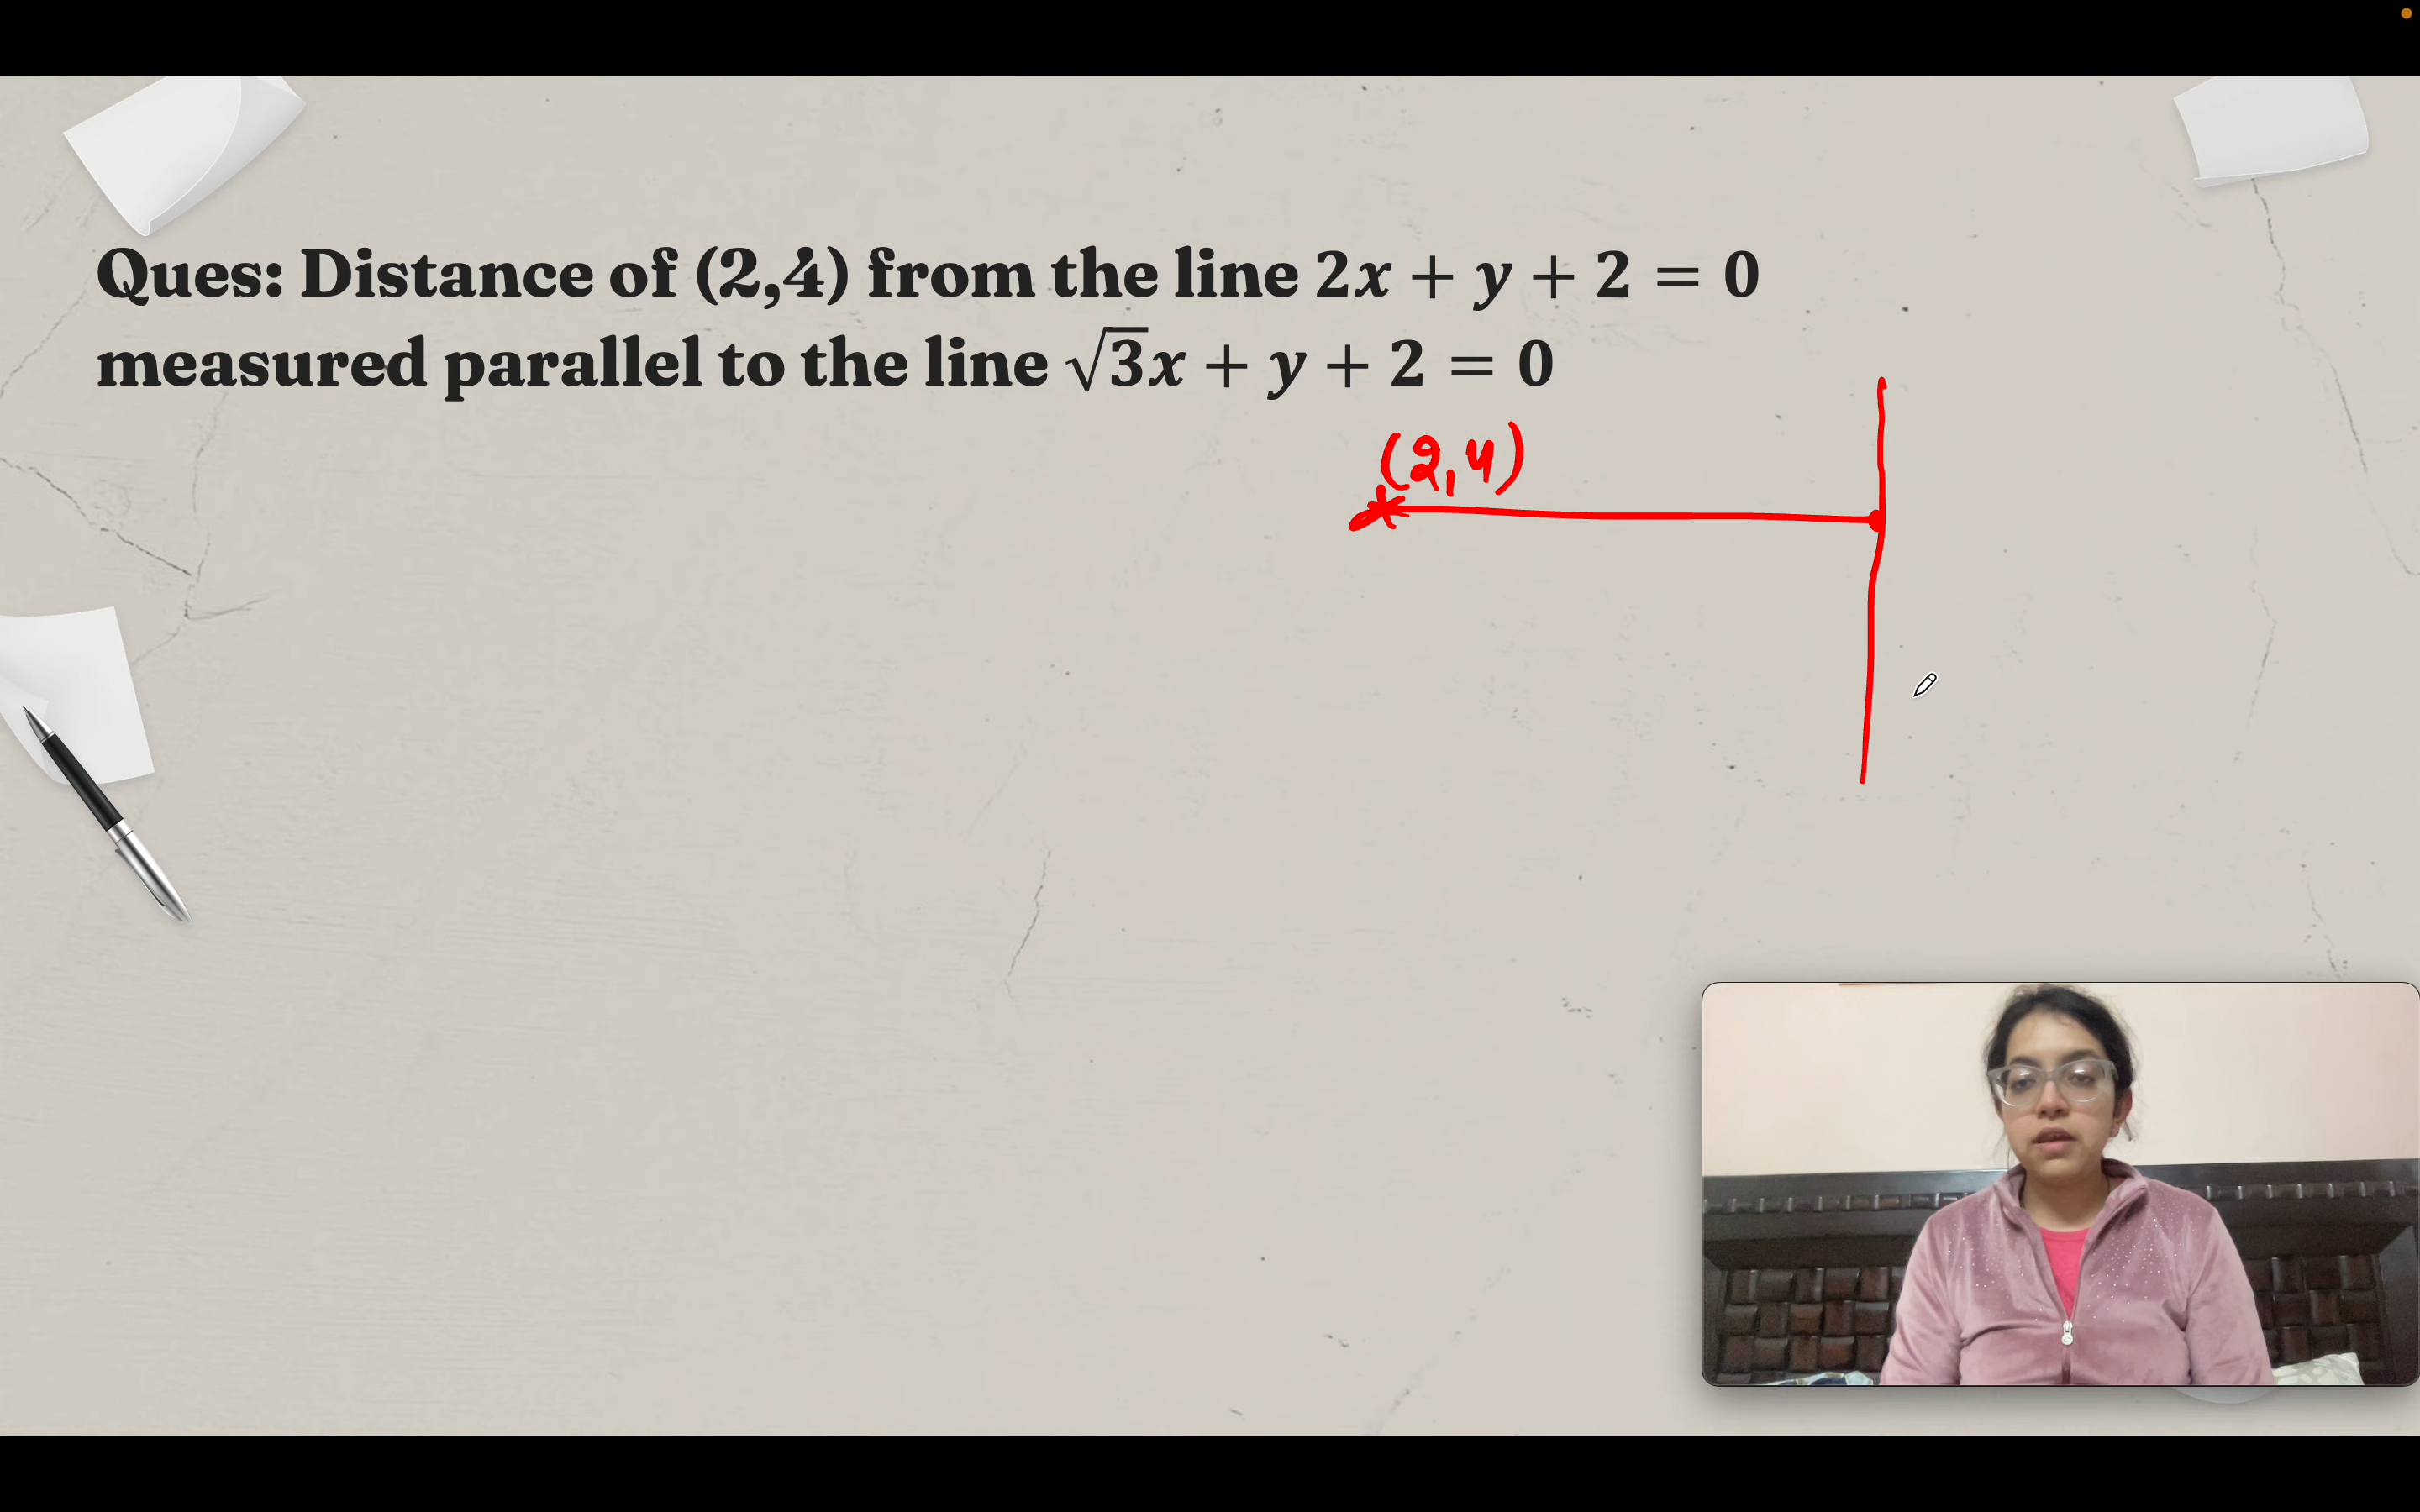 Ques: Distance of (2,4) from the line 2x + y + 2 = 0
measured parallel to the line √3x + y + 2 = 0
(2,4)